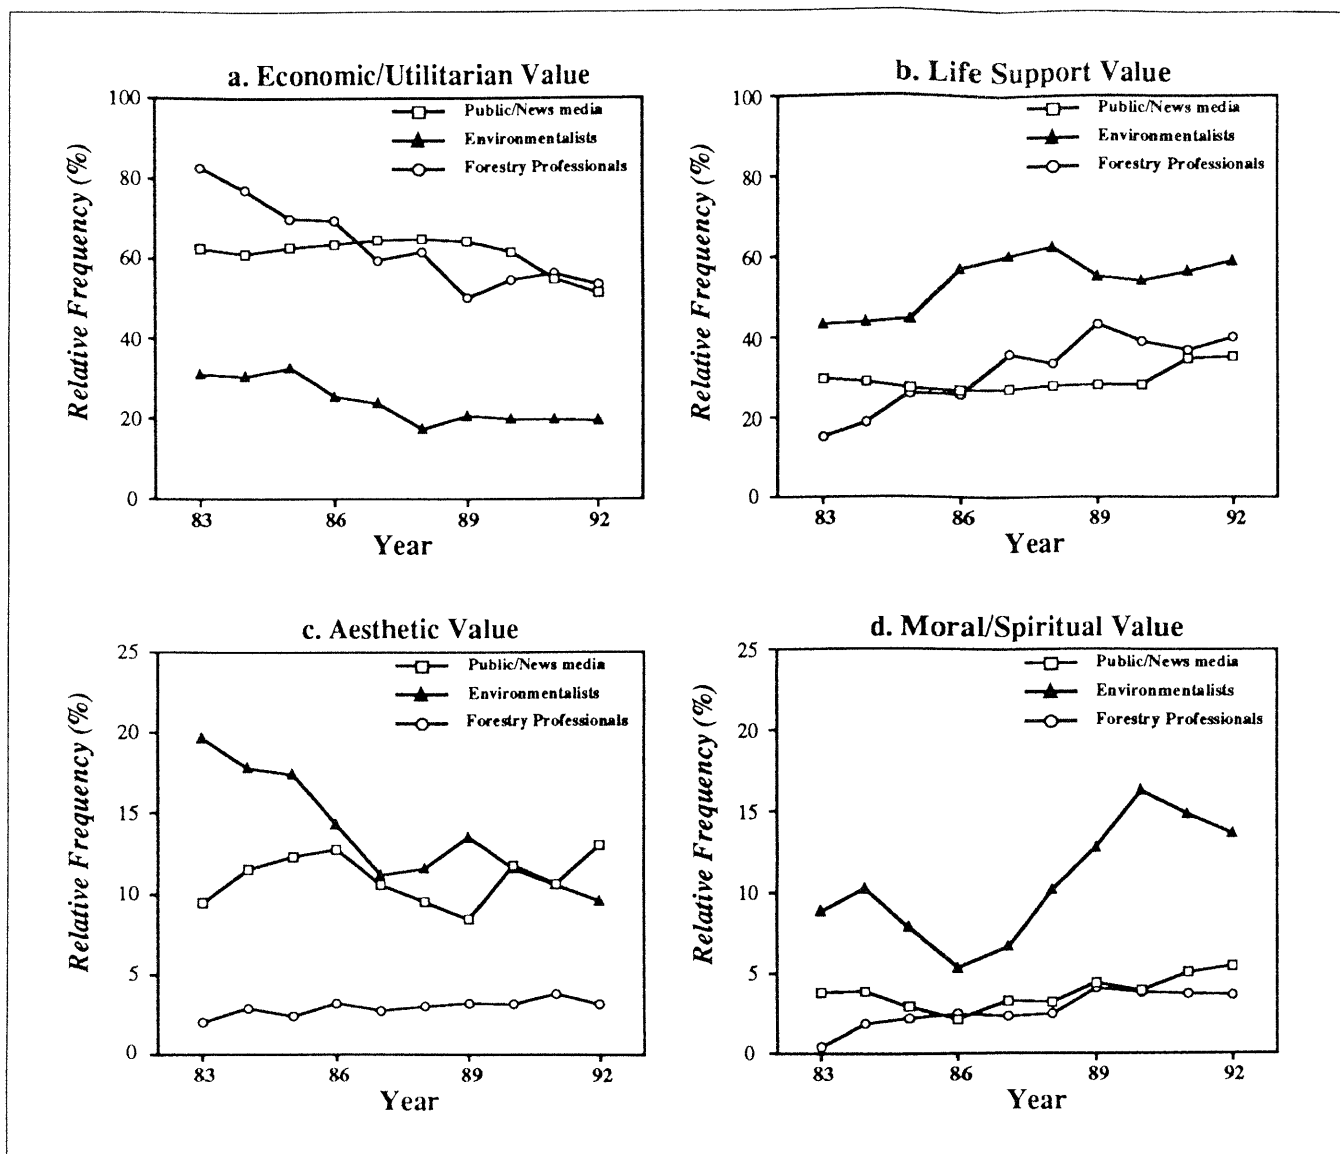 a. Economic/Utilitarian Value
Relative Frequency (%)
100
80
60
40
20
0
Public/News media
Environmentalists
Forestry Professionals
83
86
89
92
Year
b. Life Support Value
Relative Frequency (%)
100
80
60
40
20
0
Public/News media
Environmentalists
Forestry Professionals
83
86
89
92
Year
c. Aesthetic Value
Relative Frequency (%)
25
20
15
10
5
0
Public/News media
Environmentalists
Forestry Professionals
83
86
89
92
Year
d. Moral/Spiritual Value
Relative Frequency (%)
25
20
15
10
5
0
Public/News media
Environmentalists
Forestry Professionals
83
86
89
92
Year